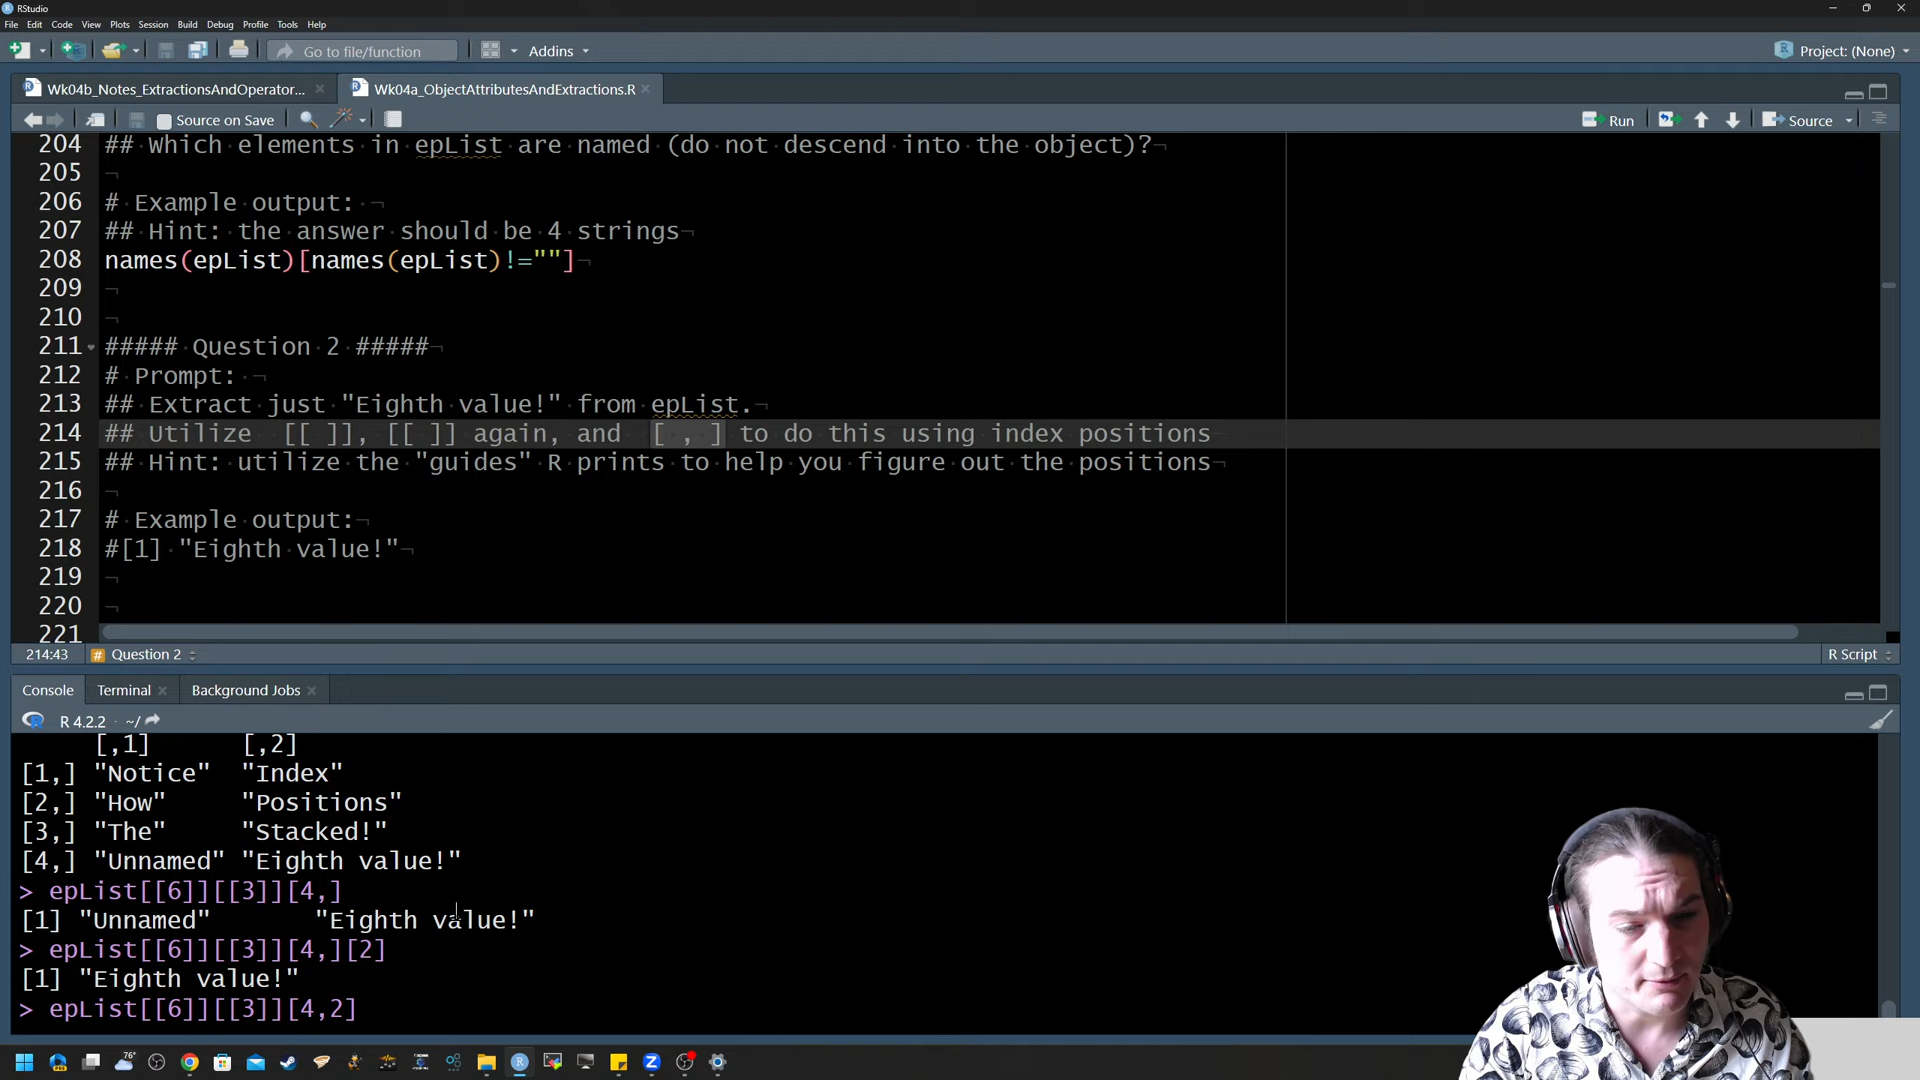 RStudio
File Edit Code View Plots Session Build Debug Profile Tools Help
Go to file/function Addins Project: (None)
Wk04b_Notes_ExtractionsAndOperator... Wk04a_ObjectAttributesAndExtractions.R
Source on Save Run Source
204 ## Which elements in epList are named (do not descend into the object)?
205
206 # Example output:
207 ## Hint: the answer should be 4 strings
208 names(epList)[names(epList)!=""]
209
210
211 ##### Question 2 #####
212 # Prompt:
213 ## Extract just "Eighth value!" from epList.
214 ## Utilize  [[ ]], [[ ]] again, and  [ , ] to do this using index positions
215 ## Hint: utilize the "guides" R prints to help you figure out the positions
216
217 # Example output:
218 #[1] "Eighth value!"
219
220
221
214:43 # Question 2 R Script
Console Terminal Background Jobs
R 4.2.2 · ~/
[,1] [,2]
[1,] "Notice" "Index"
[2,] "How" "Positions"
[3,] "The" "Stacked!"
[4,] "Unnamed" "Eighth value!"
> epList[[6]][[3]][4,]
[1] "Unnamed" "Eighth value!"
> epList[[6]][[3]][4,][2]
[1] "Eighth value!"
> epList[[6]][[3]][4,2]
76°